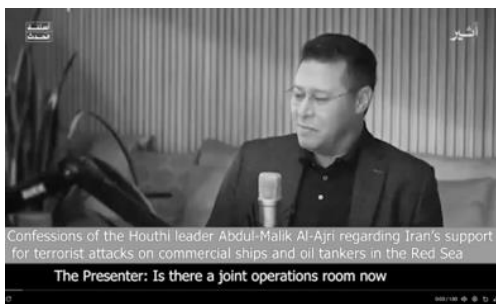 أثير
Confessions of the Houthi leader Abdul-Malik Al-Ajri regarding Iran's support
for terrorist attacks on commercial ships and oil tankers in the Red Sea
The Presenter: Is there a joint operations room now